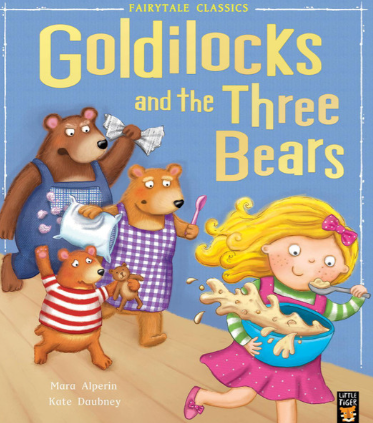 FAIRYTALE CLASSICS
Goldilocks
and the Three
Bears
Mara Alperin
Kate Daubney
LITTLE
TIGER